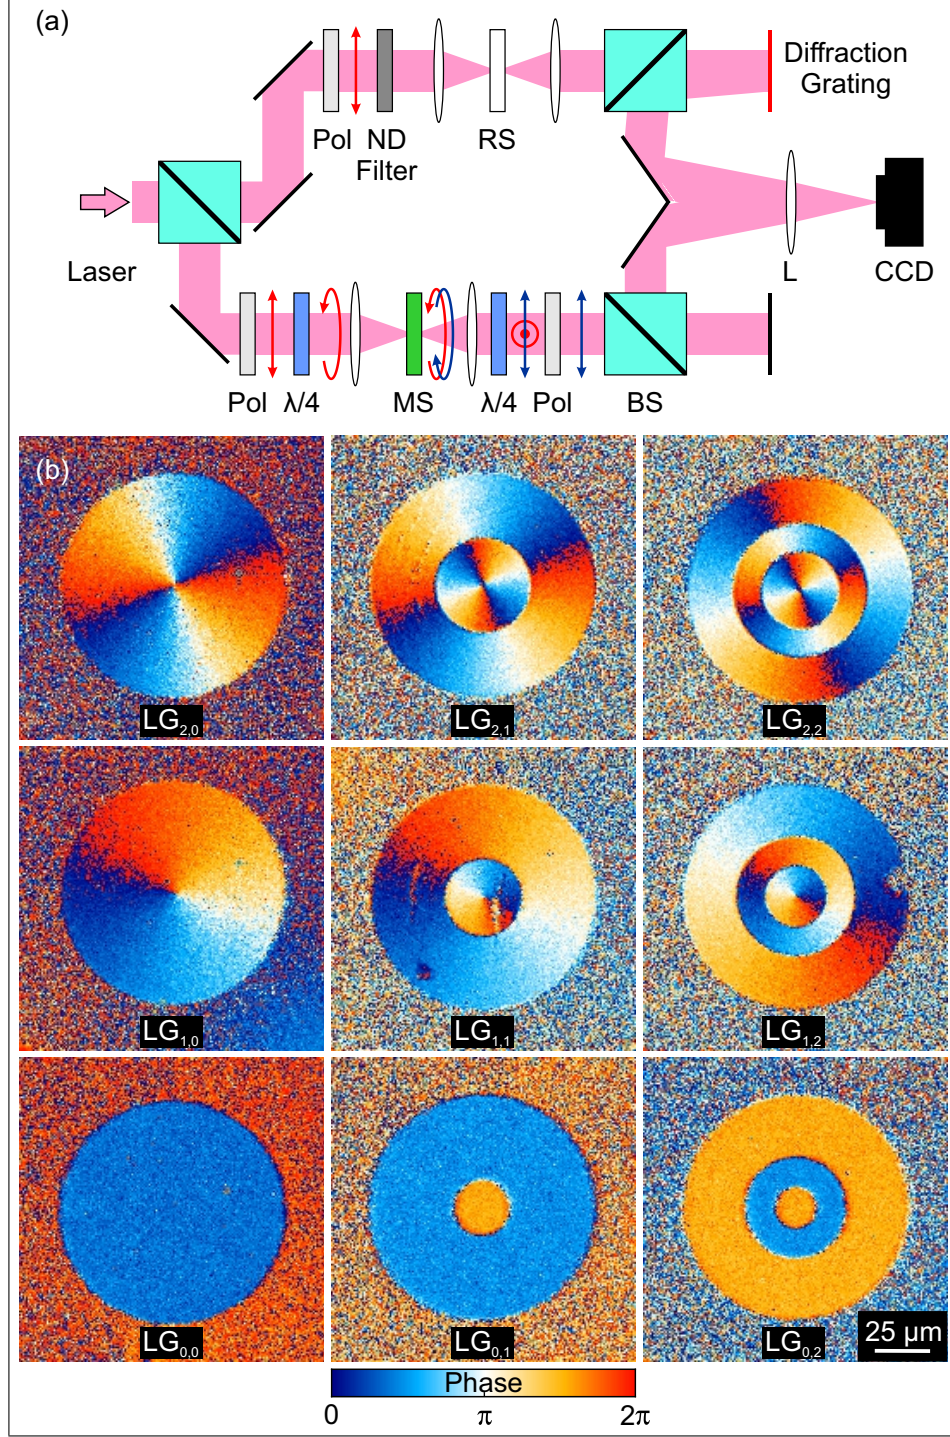 (a)
Diffraction
Grating
Pol
ND
Filter
RS
Laser
L
CCD
Pol
λ/4
MS
λ/4
Pol
BS
(b)
LG2,0
LG2,1
LG2,2
LG1,0
LG1,1
LG1,2
LG0,0
LG0,1
LG0,2
25 μm
Phase
0
π
2π